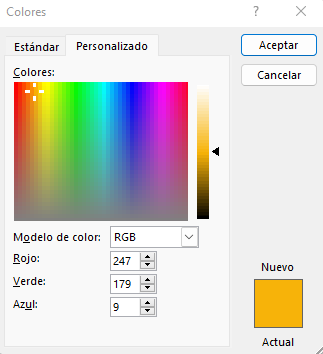 Colores
?
Estándar
Personalizado
Aceptar
Cancelar
Colores:
Modelo de color: RGB
Rojo: 247
Verde: 179
Azul: 9
Nuevo
Actual